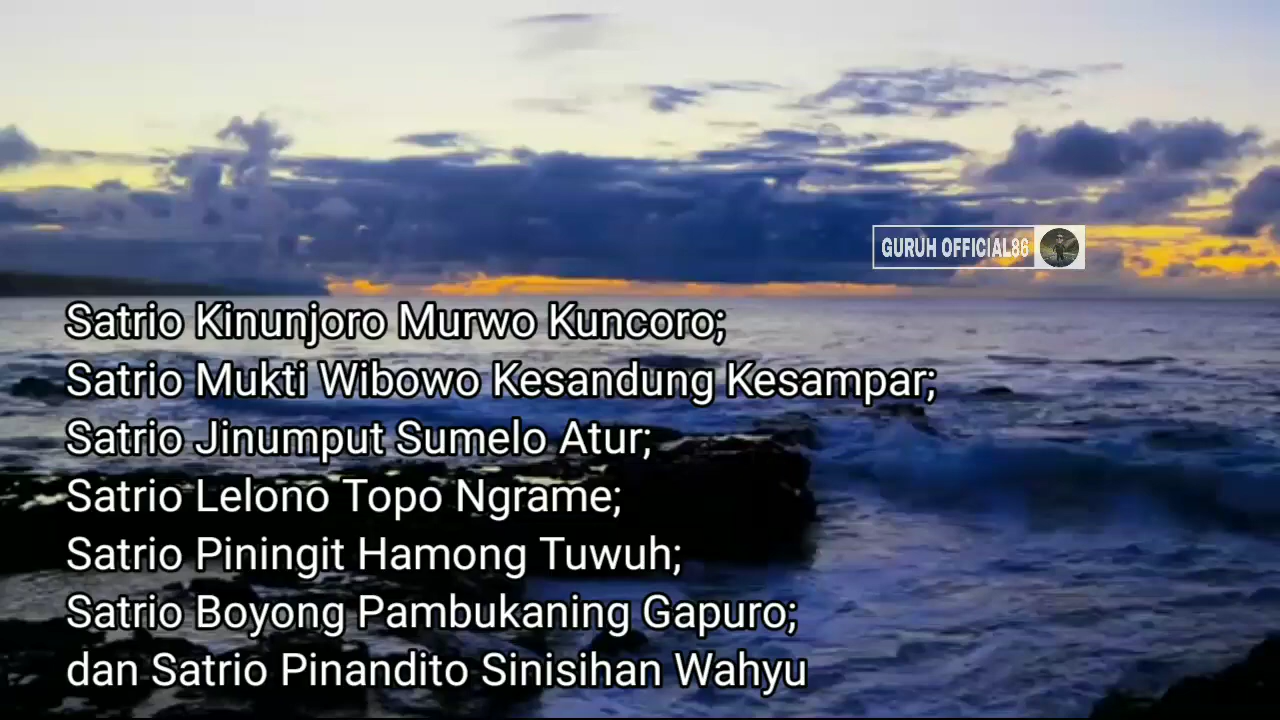 GURUH OFFICIAL86
Satrio Kinunjoro Murwo Kuncoro;
Satrio Mukti Wibowo Kesandung Kesampar;
Satrio Jinumput Sumelo Atur;
Satrio Lelono Topo Ngrame;
Satrio Piningit Hamong Tuwuh;
Satrio Boyong Pambukaning Gapuro;
dan Satrio Pinandito Sinisihan Wahyu